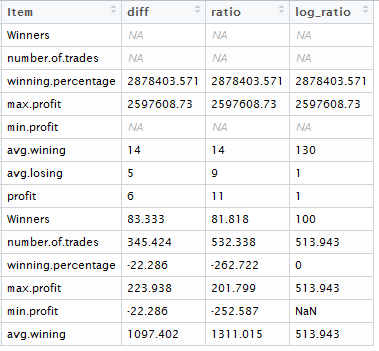 Item diff ratio log_ratio
Winners NA NA NA
number.of.trades NA NA NA
winning.percentage 2878403.571 2878403.571 2878403.571
max.profit 2597608.73 2597608.73 2597608.73
min.profit NA NA NA
avg.wining 14 14 130
avg.losing 5 9 1
profit 6 11 1
Winners 83.333 81.818 100
number.of.trades 345.424 532.338 513.943
winning.percentage -22.286 -262.722 0
max.profit 223.938 201.799 513.943
min.profit -22.286 -252.587 NaN
avg.wining 1097.402 1311.015 513.943